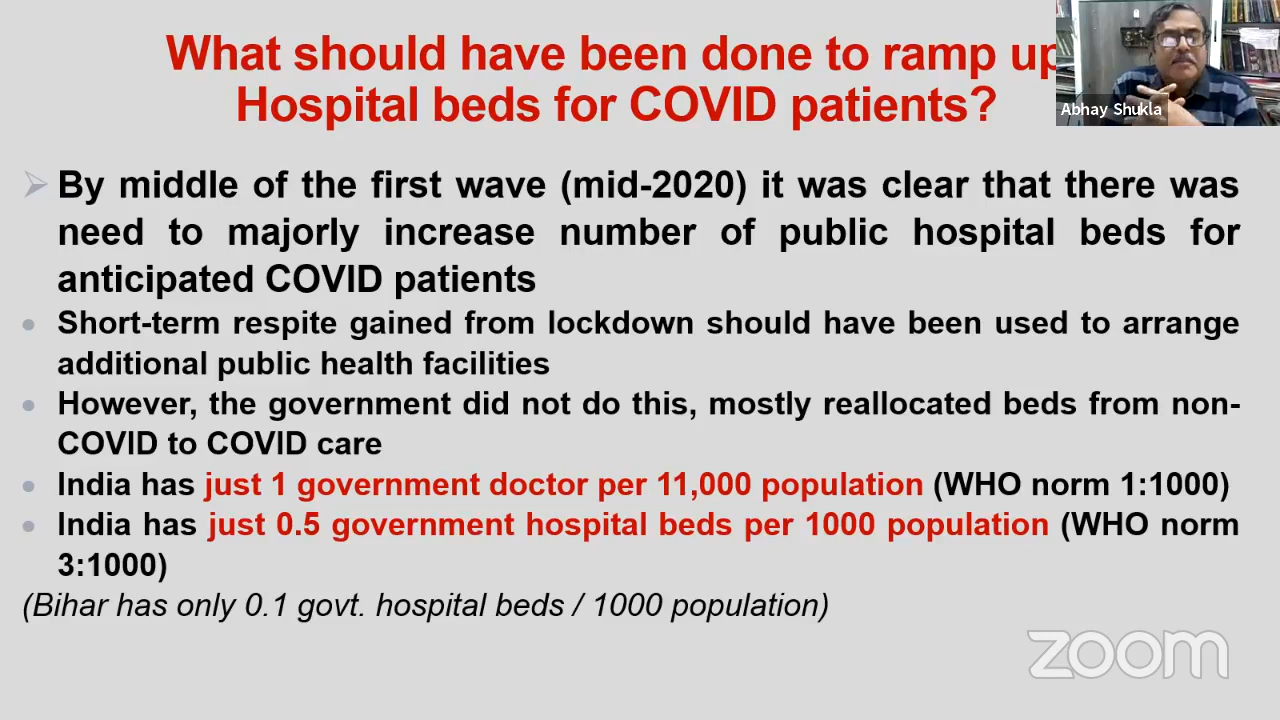 What should have been done to ramp up
Hospital beds for COVID patients?
Abhay Shukla
By middle of the first wave (mid-2020) it was clear that there was
need to majorly increase number of public hospital beds for
anticipated COVID patients
Short-term respite gained from lockdown should have been used to arrange
additional public health facilities
However, the government did not do this, mostly reallocated beds from non-
COVID to COVID care
India has just 1 government doctor per 11,000 population (WHO norm 1:1000)
India has just 0.5 government hospital beds per 1000 population (WHO norm
3:1000)
(Bihar has only 0.1 govt. hospital beds / 1000 population)
zoom